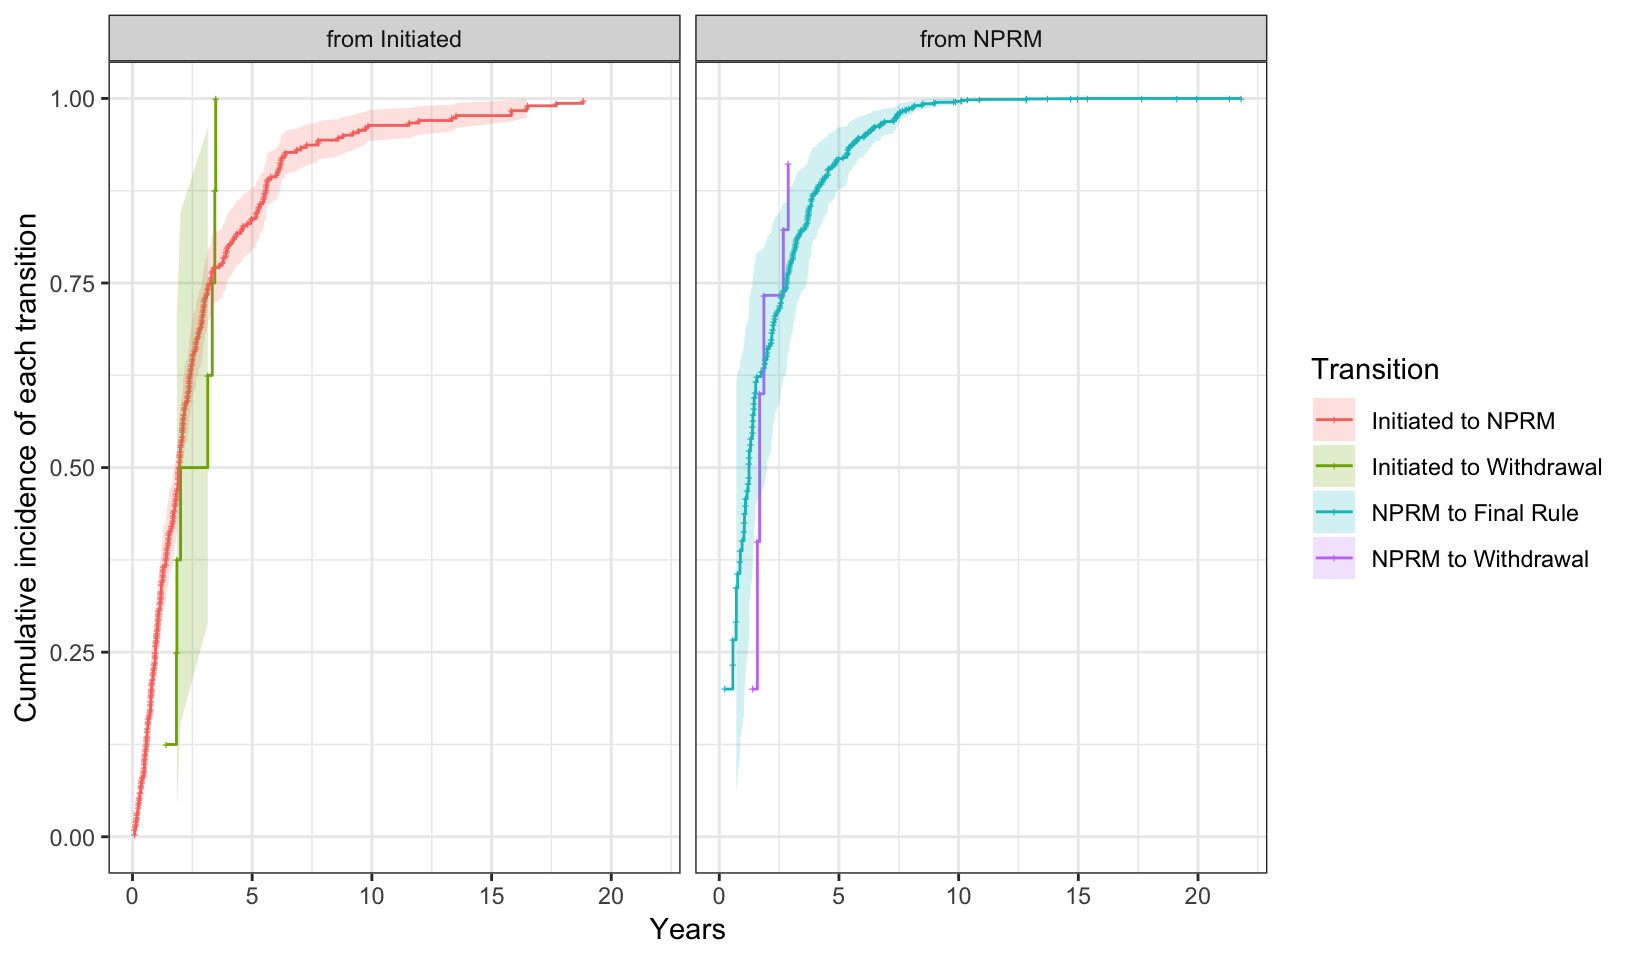 from Initiated
from NPRM
Cumulative incidence of each transition
1.00
0.75
0.50
0.25
0.00
0 5 10 15 20
0 5 10 15 20
Years
Transition
Initiated to NPRM
Initiated to Withdrawal
NPRM to Final Rule
NPRM to Withdrawal